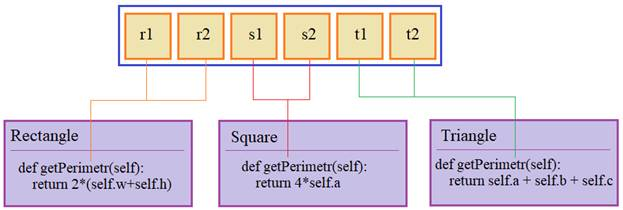 r1 r2 s1 s2 t1 t2
Rectangle
def getPerimetr(self):
return 2*(self.w+self.h)
Square
def getPerimetr(self):
return 4*self.a
Triangle
def getPerimetr(self):
return self.a + self.b + self.c